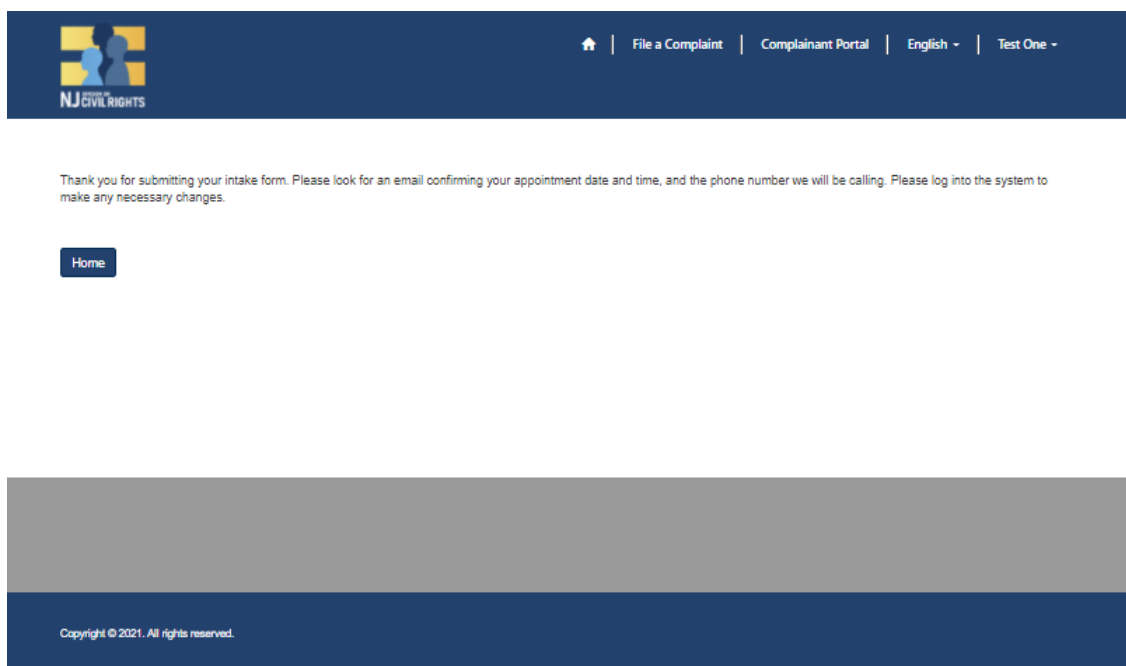 File a Complaint | Complainant Portal | English | Test One
NJ DIVISION ON CIVIL RIGHTS
Thank you for submitting your intake form. Please look for an email confirming your appointment date and time, and the phone number we will be calling. Please log into the system to
make any necessary changes.
Home
Copyright © 2021. All rights reserved.